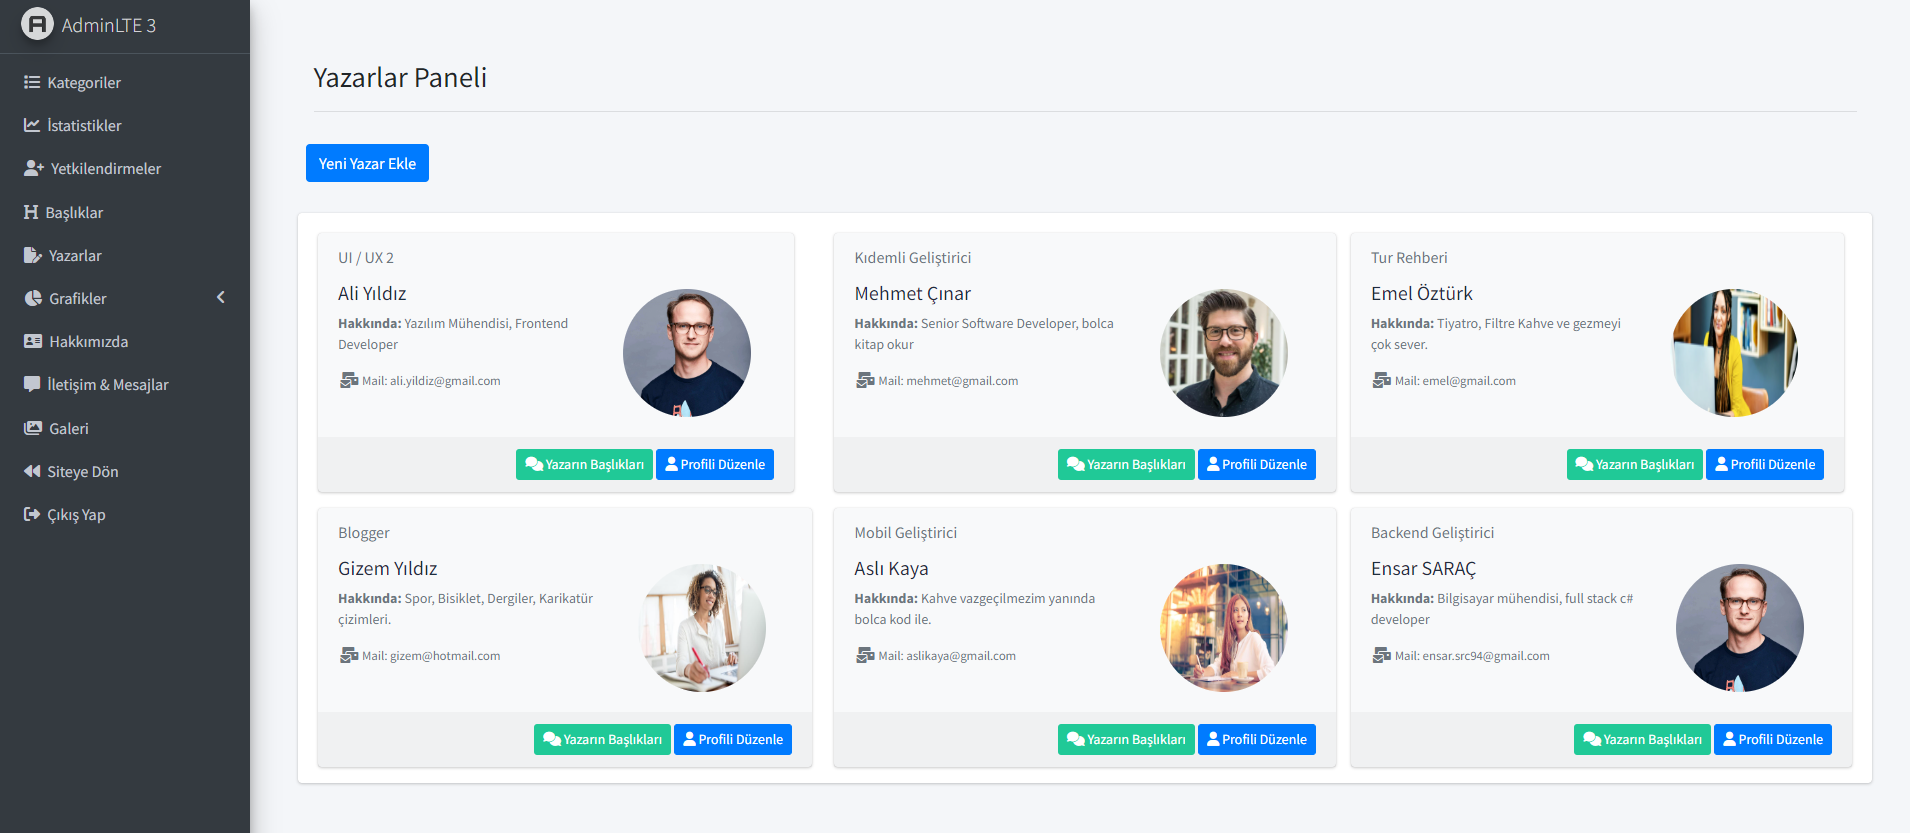 AdminLTE 3
Kategoriler
İstatistikler
Yetkilendirmeler
Başlıklar
Yazarlar
Grafikler
Hakkımızda
İletişim & Mesajlar
Galeri
Siteye Dön
Çıkış Yap
Yazarlar Paneli
Yeni Yazar Ekle
UI / UX 2
Ali Yıldız
Hakkında: Yazılım Mühendisi, Frontend
Developer
Mail: ali.yildiz@gmail.com
Yazarın Başlıkları Profili Düzenle
Kıdemli Geliştirici
Mehmet Çınar
Hakkında: Senior Software Developer, bolca
kitap okur
Mail: mehmet@gmail.com
Yazarın Başlıkları Profili Düzenle
Tur Rehberi
Emel Öztürk
Hakkında: Tiyatro, Filtre Kahve ve gezmeyi
çok sever.
Mail: emel@gmail.com
Yazarın Başlıkları Profili Düzenle
Blogger
Gizem Yıldız
Hakkında: Spor, Bisiklet, Dergiler, Karikatür
çizimleri.
Mail: gizem@hotmail.com
Yazarın Başlıkları Profili Düzenle
Mobil Geliştirici
Aslı Kaya
Hakkında: Kahve vazgeçilmezim yanında
bolca kod ile.
Mail: aslikaya@gmail.com
Yazarın Başlıkları Profili Düzenle
Backend Geliştirici
Ensar SARAÇ
Hakkında: Bilgisayar mühendisi, full stack c#
developer
Mail: ensar.src94@gmail.com
Yazarın Başlıkları Profili Düzenle